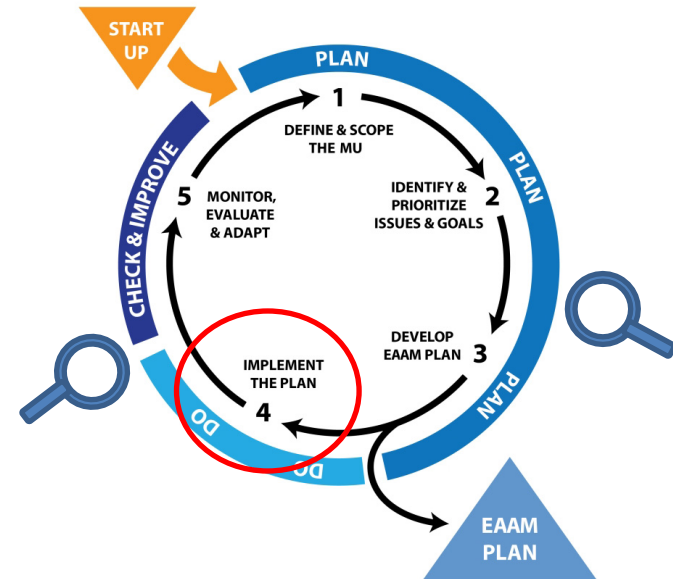 START
UP
PLAN
1
DEFINE & SCOPE
THE MU
PLAN
2
IDENTIFY &
PRIORITIZE
ISSUES & GOALS
3
DEVELOP
EAAM PLAN
PLAN
EAAM
PLAN
4
IMPLEMENT
THE PLAN
DO
DO
5
MONITOR,
EVALUATE
& ADAPT
CHECK & IMPROVE